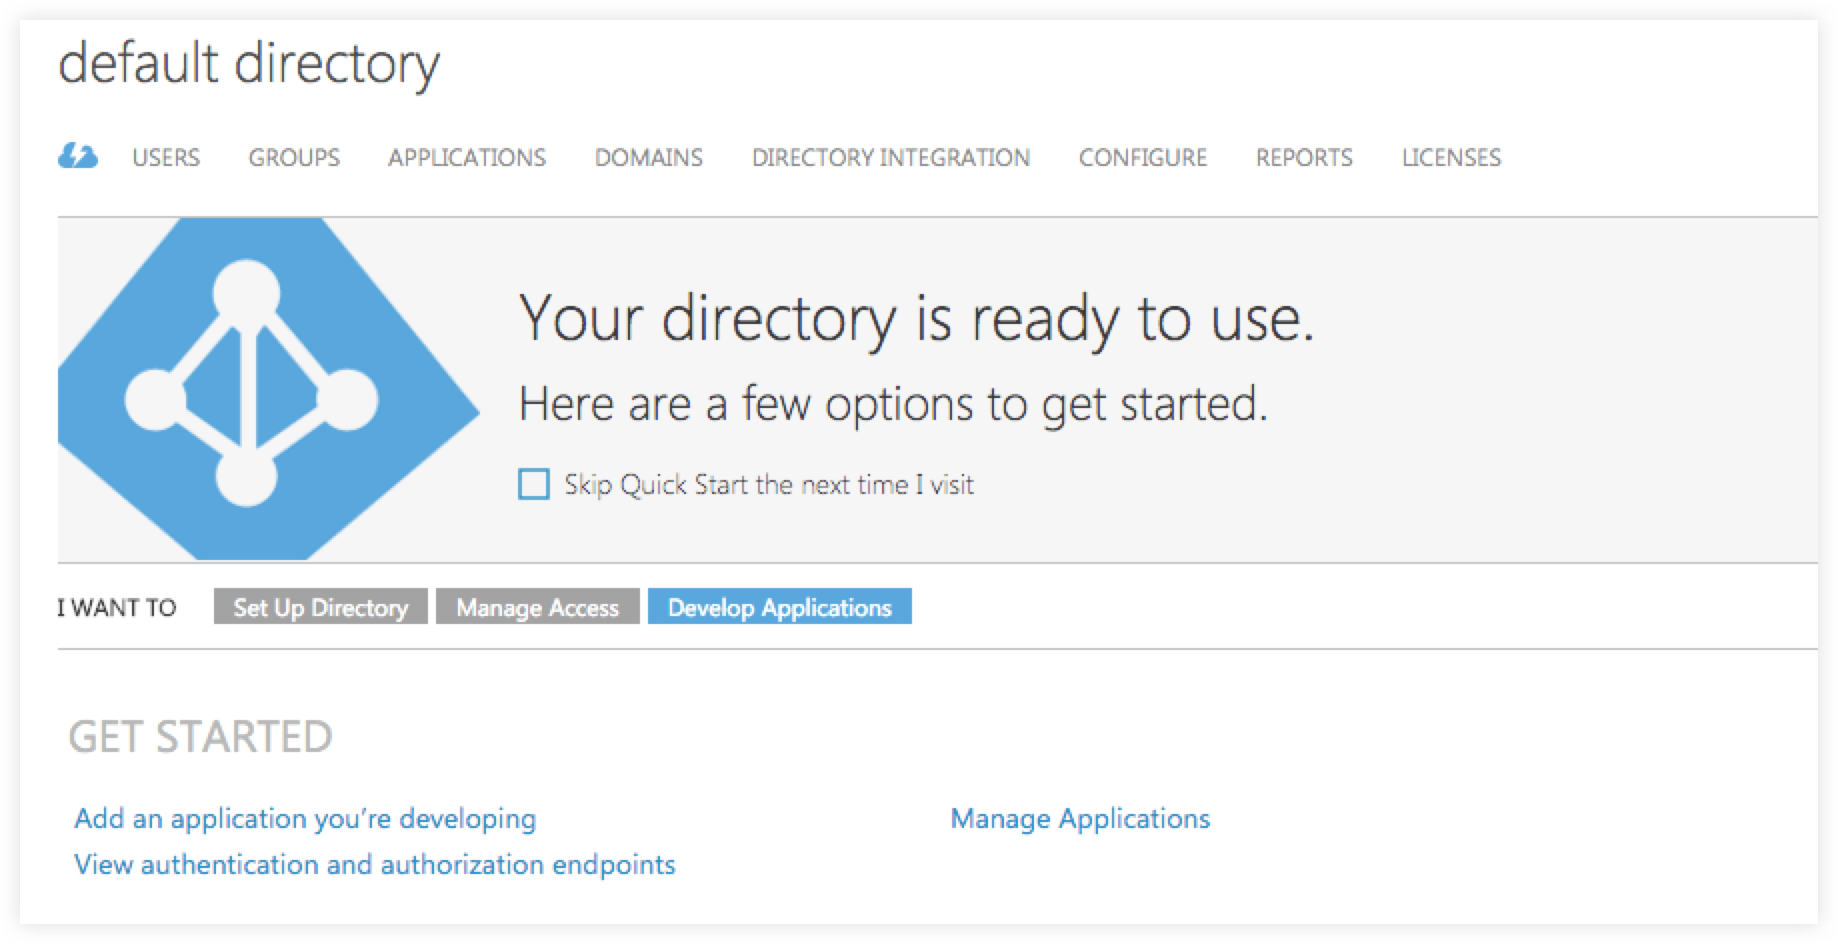 default directory
USERS GROUPS APPLICATIONS DOMAINS DIRECTORY INTEGRATION CONFIGURE REPORTS LICENSES
Your directory is ready to use.
Here are a few options to get started.
Skip Quick Start the next time I visit
I WANT TO Set Up Directory Manage Access Develop Applications
GET STARTED
Add an application you’re developing Manage Applications
View authentication and authorization endpoints